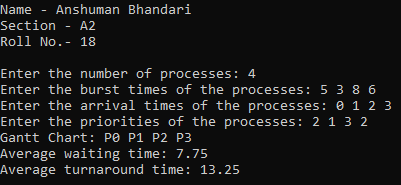 Name - Anshuman Bhandari
Section - A2
Roll No.- 18
Enter the number of processes: 4
Enter the burst times of the processes: 5 3 8 6
Enter the arrival times of the processes: 0 1 2 3
Enter the priorities of the processes: 2 1 3 2
Gantt Chart: P0 P1 P2 P3
Average waiting time: 7.75
Average turnaround time: 13.25